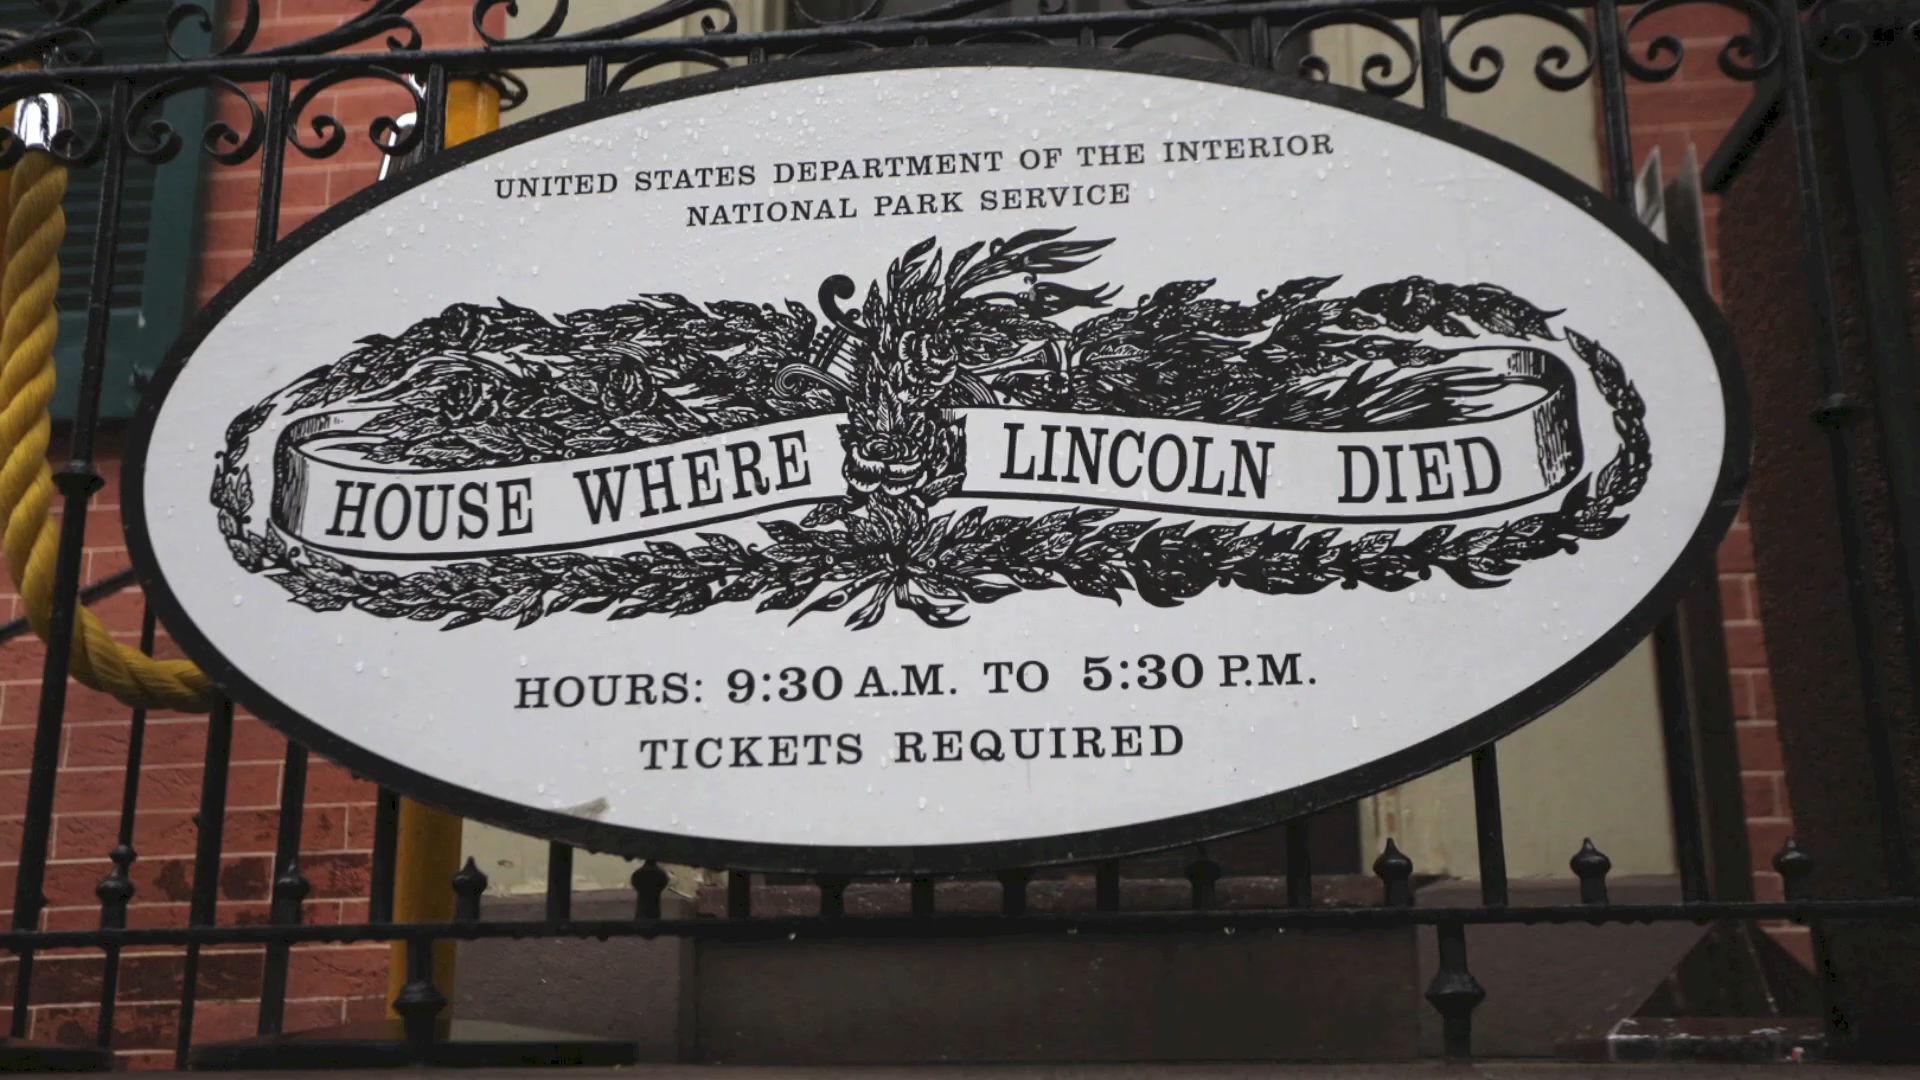 UNITED STATES DEPARTMENT OF THE INTERIOR
NATIONAL PARK SERVICE
HOUSE WHERE LINCOLN DIED
HOURS: 9:30 A.M. TO 5:30 P.M.
TICKETS REQUIRED